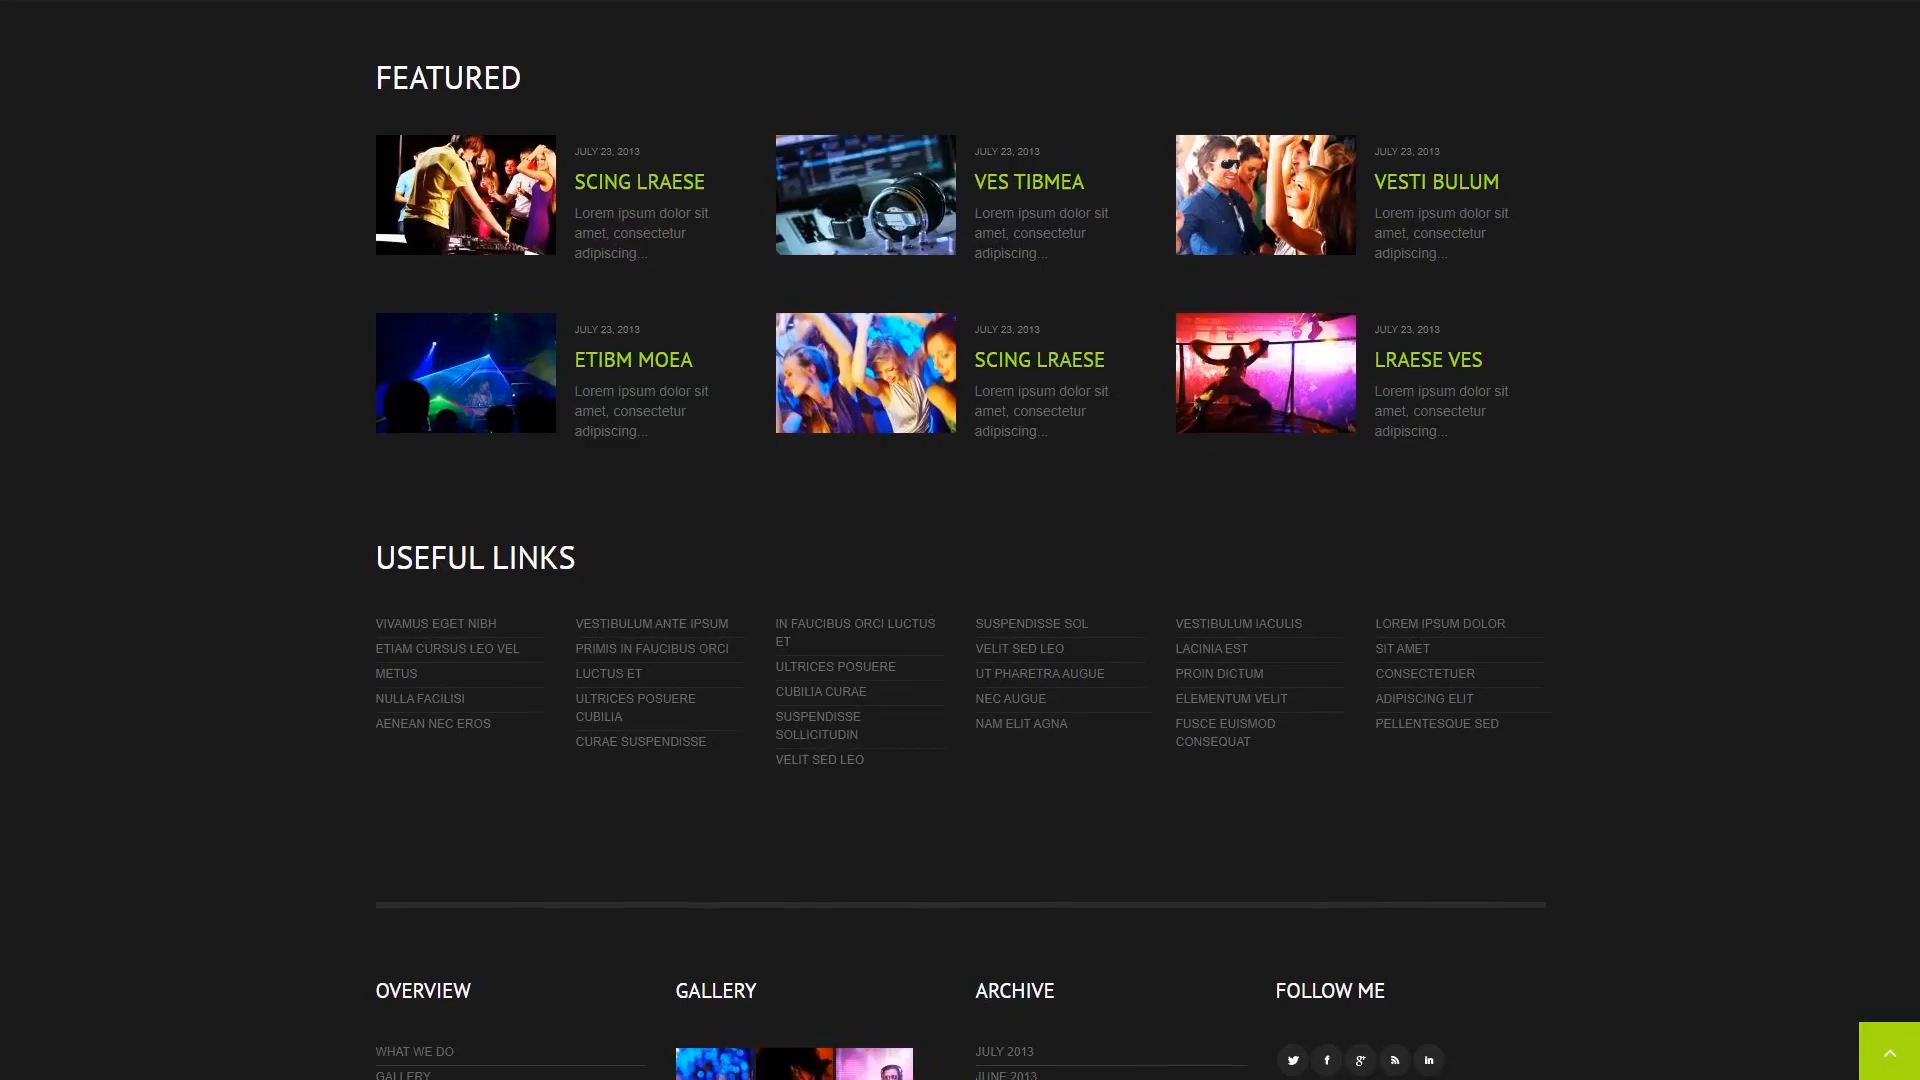 FEATURED
JULY 23, 2013
SCING LRAESE
Lorem ipsum dolor sit
amet, consectetur
adipiscing...
JULY 23, 2013
VES TIBMEA
Lorem ipsum dolor sit
amet, consectetur
adipiscing...
JULY 23, 2013
VESTI BULUM
Lorem ipsum dolor sit
amet, consectetur
adipiscing...
JULY 23, 2013
ETIBM MOEA
Lorem ipsum dolor sit
amet, consectetur
adipiscing...
JULY 23, 2013
SCING LRAESE
Lorem ipsum dolor sit
amet, consectetur
adipiscing...
JULY 23, 2013
LRAESE VES
Lorem ipsum dolor sit
amet, consectetur
adipiscing...
USEFUL LINKS
VIVAMUS EGET NIBH
ETIAM CURSUS LEO VEL
METUS
NULLA FACILISI
AENEAN NEC EROS
VESTIBULUM ANTE IPSUM
PRIMIS IN FAUCIBUS ORCI
LUCTUS ET
ULTRICES POSUERE
CUBILIA
CURAE SUSPENDISSE
IN FAUCIBUS ORCI LUCTUS
ET
ULTRICES POSUERE
CUBILIA CURAE
SUSPENDISSE
SOLLICITUDIN
VELIT SED LEO
SUSPENDISSE SOL
VELIT SED LEO
UT PHARETRA AUGUE
NEC AUGUE
NAM ELIT AGNA
VESTIBULUM IACULIS
LACINIA EST
PROIN DICTUM
ELEMENTUM VELIT
FUSCE EUISMOD
CONSEQUAT
LOREM IPSUM DOLOR
SIT AMET
CONSECTETUER
ADIPISCING ELIT
PELLENTESQUE SED
OVERVIEW
WHAT WE DO
GALLERY
GALLERY
ARCHIVE
JULY 2013
JUNE 2013
FOLLOW ME